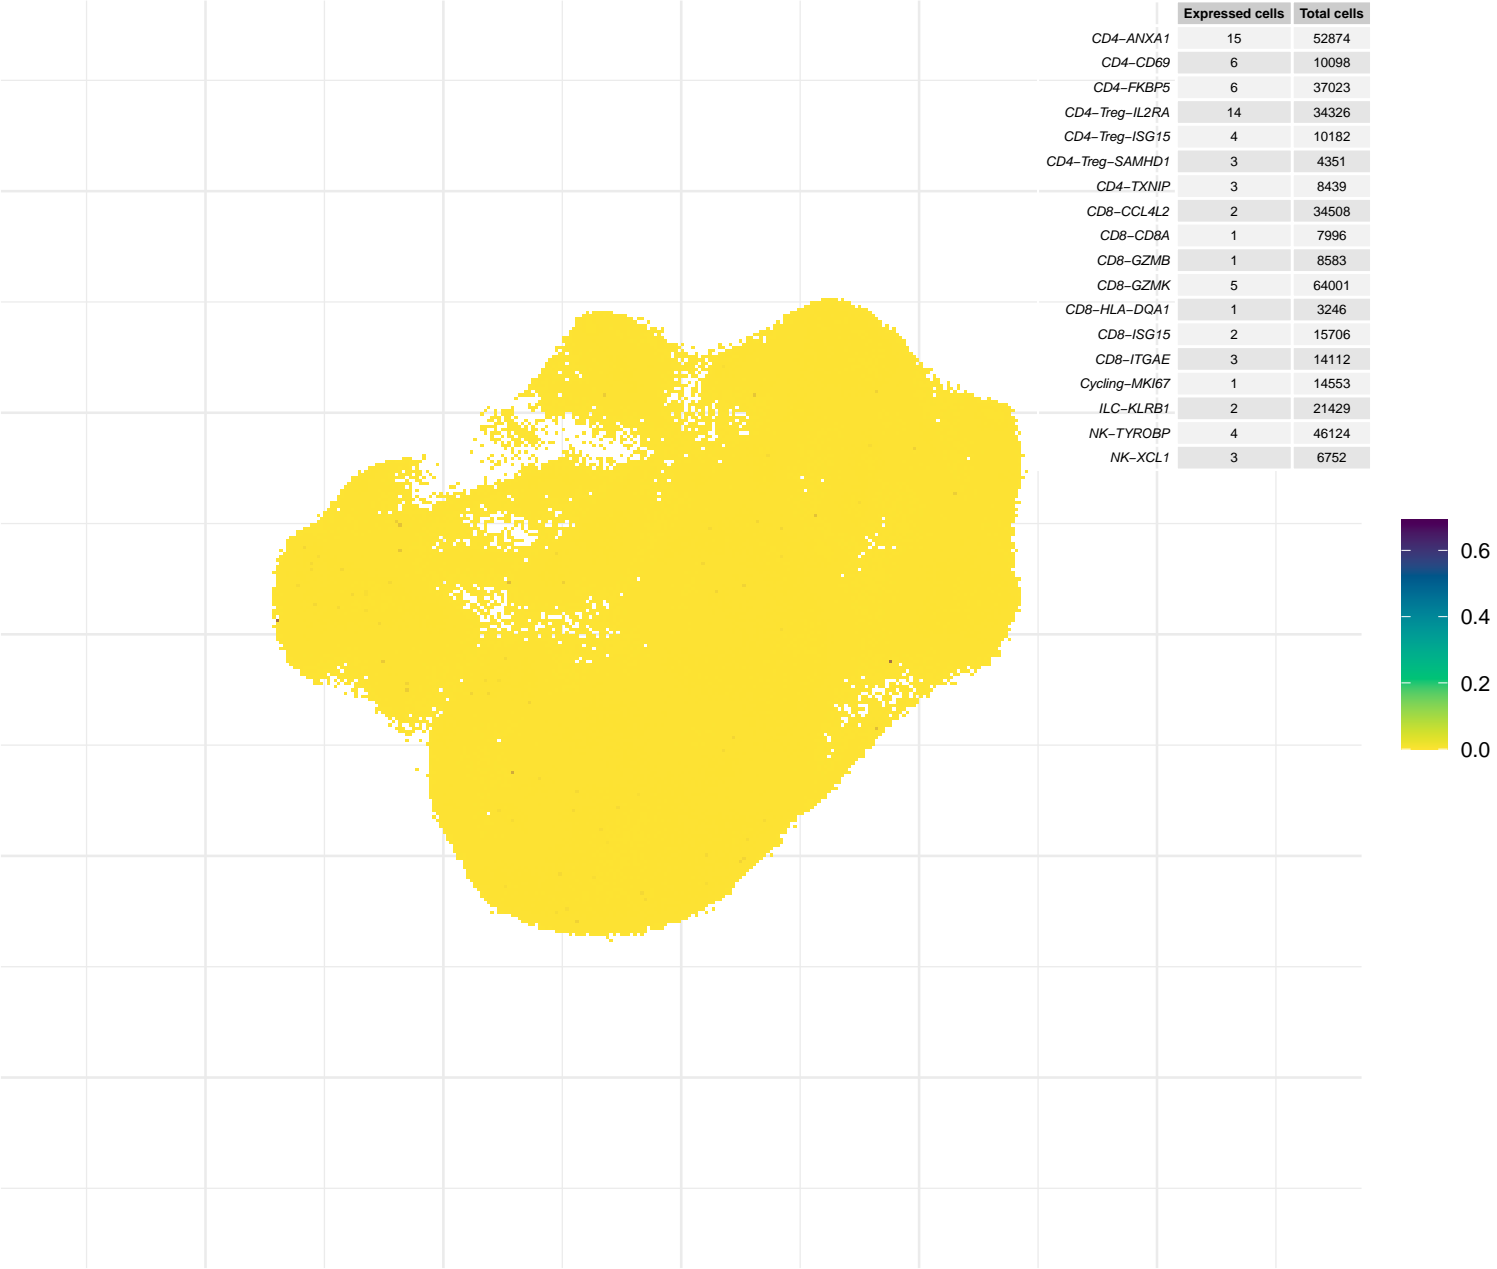 Expressed cells Total cells
CD4−ANXA1 15 52874
CD4−CD69 6 10098
CD4−FKBP5 6 37023
CD4−Treg−IL2RA 14 34326
CD4−Treg−ISG15 4 10182
CD4−Treg−SAMHD1 3 4351
CD4−TXNIP 3 8439
CD8−CCL4L2 2 34508
CD8−CD8A 1 7996
CD8−GZMB 1 8583
CD8−GZMK 5 64001
CD8−HLA−DQA1 1 3246
CD8−ISG15 2 15706
CD8−ITGAE 3 14112
Cycling−MKI67 1 14553
ILC−KLRB1 2 21429
NK−TYROBP 4 46124
NK−XCL1 3 6752
0.6
0.4
0.2
0.0